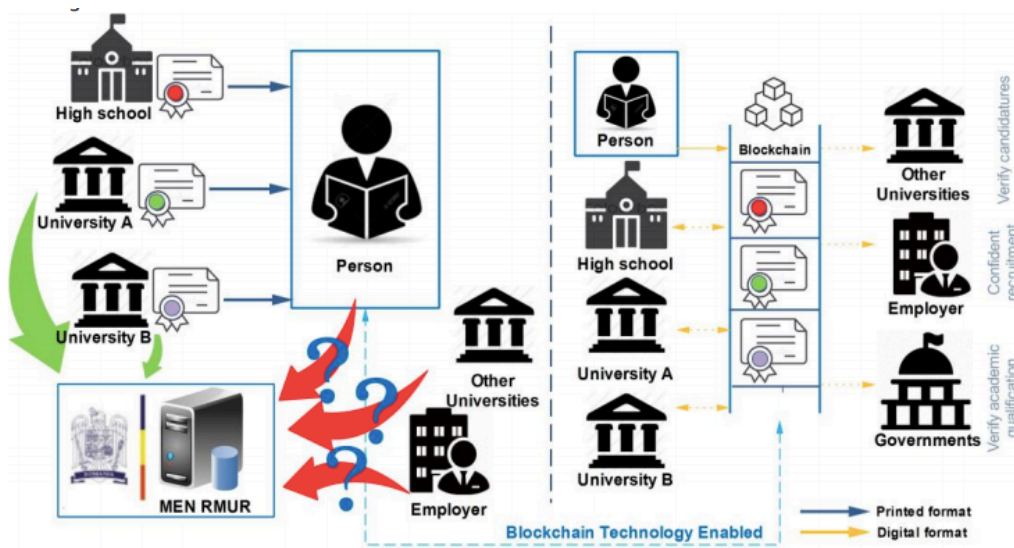 High school
University A
University B
Person
Other
Universities
Employer
MEN RMUR
?
?
?
Person
Blockchain
High school
University A
University B
Other
Universities
Employer
Governments
Verify candidatures
Confident
recruitment
Verify academic
qualification
Blockchain Technology Enabled
Printed format
Digital format